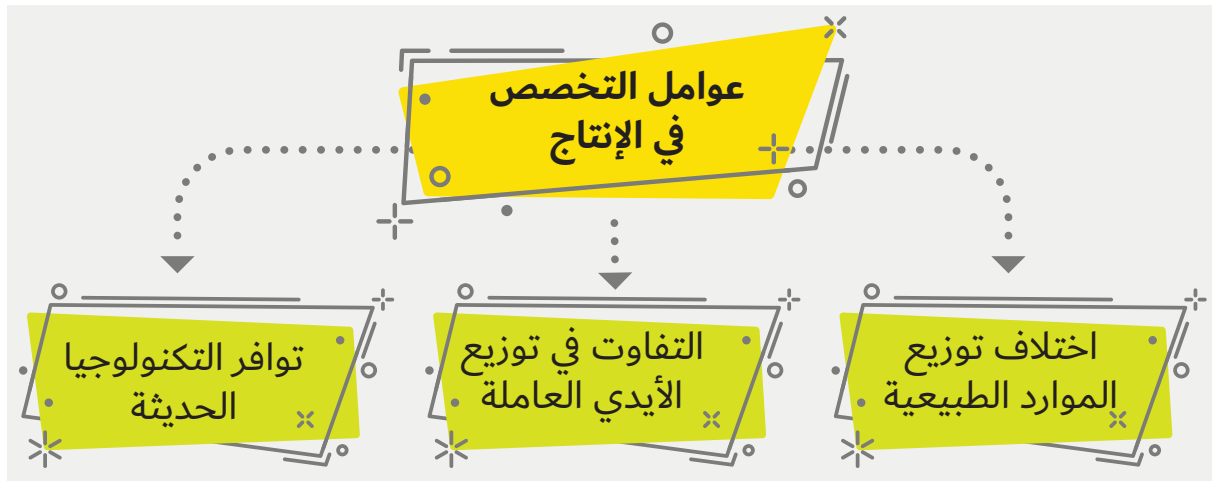 عوامل التخصص
في الإنتاج
اختلاف توزيع
الموارد الطبيعية
التفاوت في توزيع
الأيدي العاملة
توافر التكنولوجيا
الحديثة